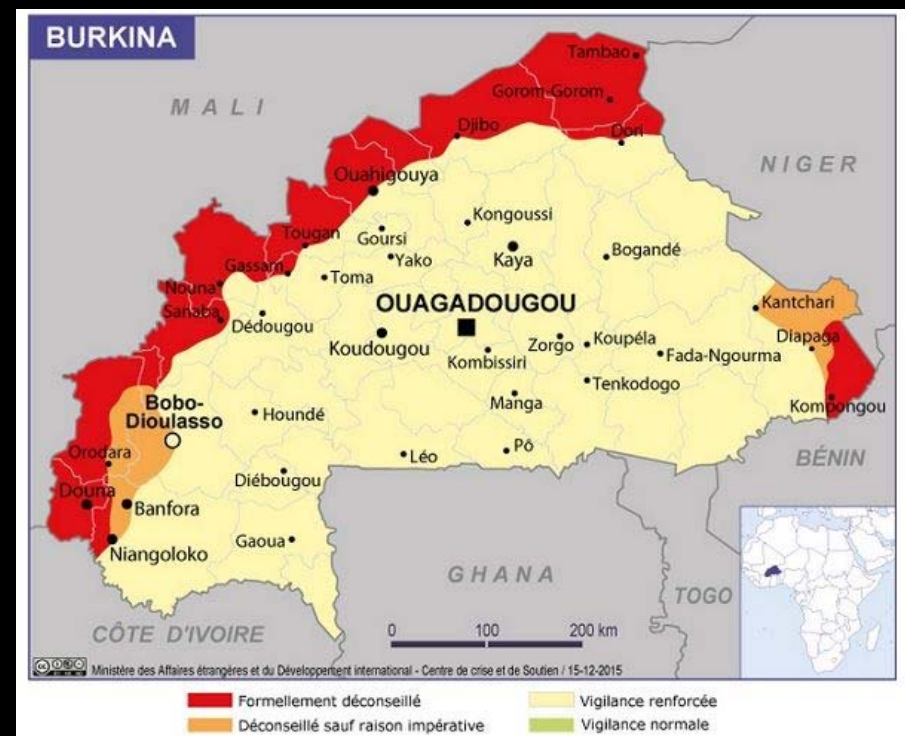 BURKINA
MALI
Tambao
Gorom-Gorom
Djibo
Dori
NIGER
Ouahigouya
Kongoussi
Tougan
Goursi
Kaya
Bogandé
Gassam
Yako
Toma
Nouna
Sanaba
OUAGADOUGOU
Kantchari
Dédougou
Koudougou
Kombissiri
Zorgo
Koupéla
Diapaga
Fada-Ngourma
Tenkodogo
Bobo-
Dioulasso
Houndé
Manga
Kompongou
Orodara
Léo
Pô
BÉNIN
Diébougou
Douna
Banfora
Niangoloko
Gaoua
GHANA
TOGO
CÔTE D'IVOIRE
0 100 200 km
cc Ministère des Affaires étrangères et du Développement international - Centre de crise et de Soutien / 15-12-2015
Formellement déconseillé
Vigilance renforcée
Déconseillé sauf raison impérative
Vigilance normale